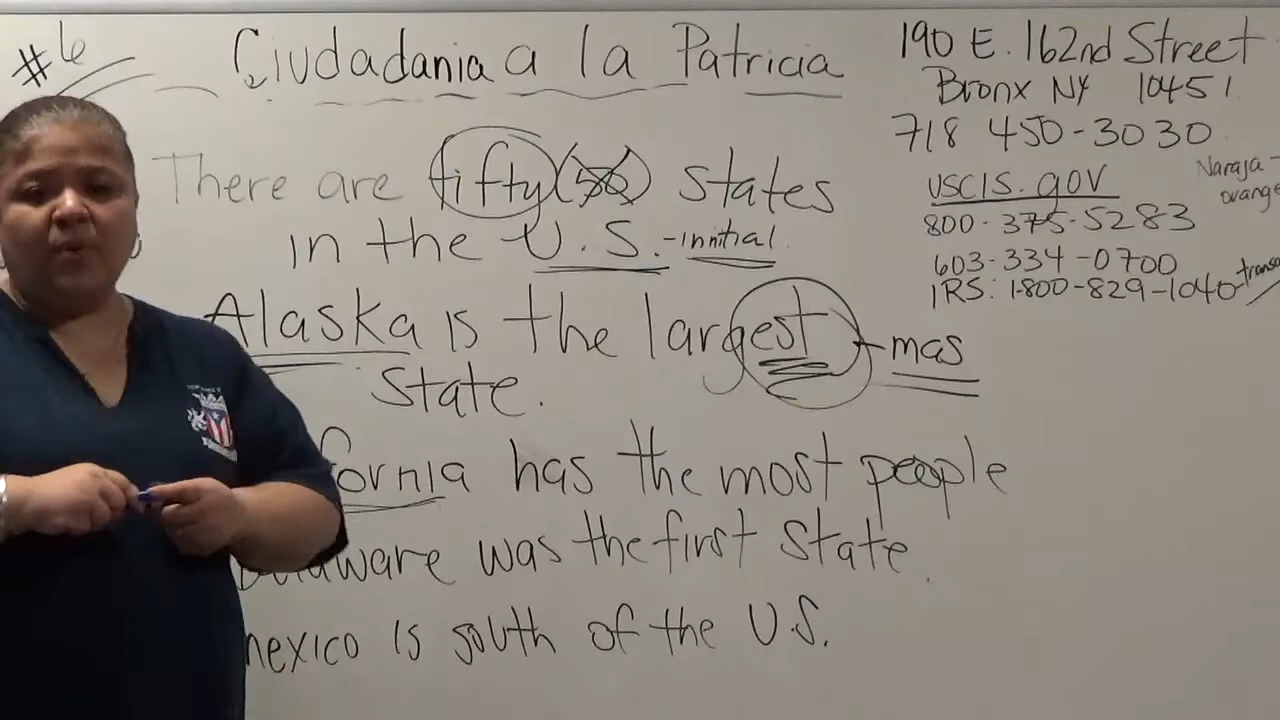 #6
Ciudadania a la Patricia
There are fifty (50) states
in the U.S. - innitial
Alaska is the largest - mas
State.
fornia has the most people
Delaware was the first State.
mexico is south of the U.S.
190 E. 162nd Street
Bronx NY 10451
718 450-3030
USCIS.gov
800-375-5283
603-334-0700
IRS: 1-800-829-1040
Naraja -
orange